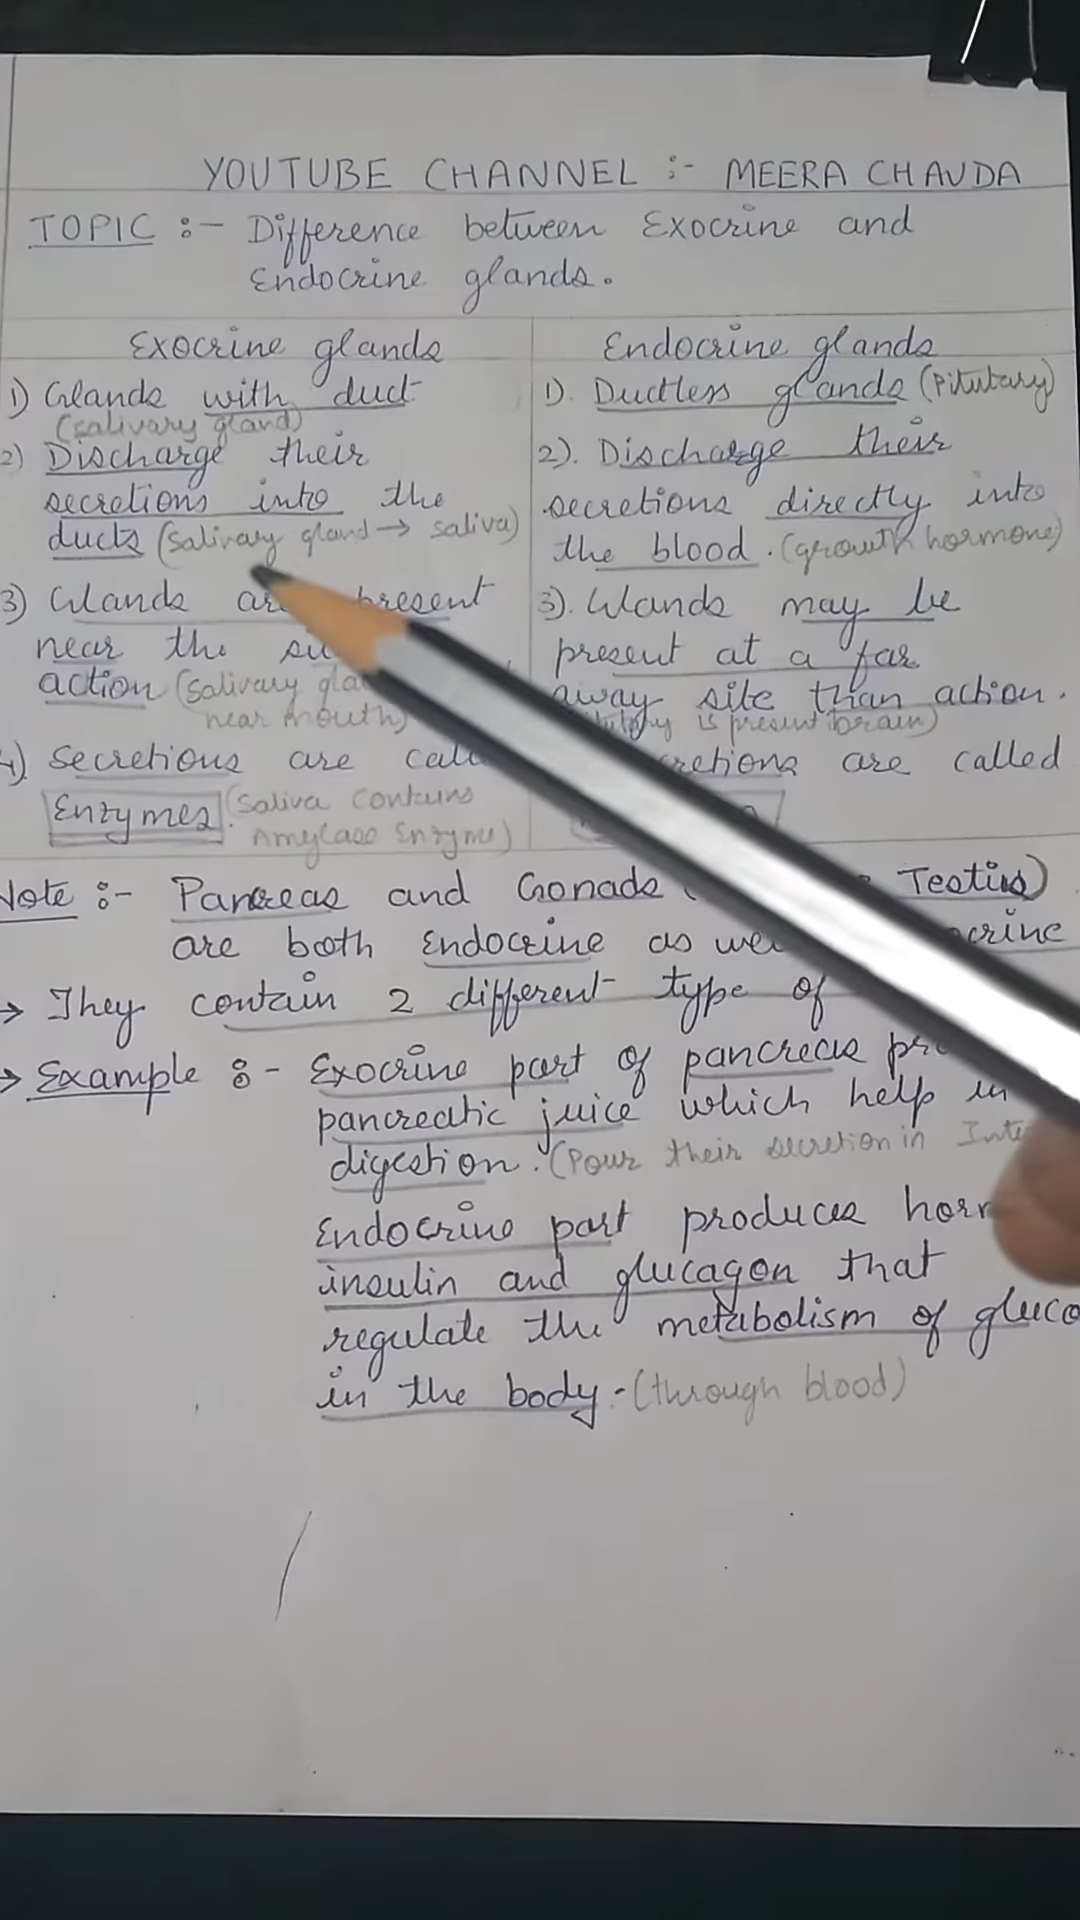 YOUTUBE CHANNEL :- MEERA CHAVDA
TOPIC :- Difference between Exocrine and
Endocrine glands.
Exocrine glands
1) Glands with duct
(salivary gland)
2) Discharge their
secretions into the
ducts (Salivary gland → saliva)
3) Glands are present
near the
action (Salivary
near mouth)
4) Secretions are
Enzymes. (Saliva contains
Amylase Enzyme)
Endocrine glands
1). Ductless glands (Pitutary)
2). Discharge their
secretions directly into
the blood. (growth hormone)
3). Glands may be
present at a far
away site than action.
is present brain)
are called
Note :- Pancreas and Gonads ( Testis)
are both Endocrine as
→ They contain 2 different type of
→ Example :- Exocrine part of pancreas
pancreatic juice which help in
digestion. (Pour their secretion in
Endocrine part produces
insulin and glucagon that
regulate the metabolism of
in the body - (through blood)